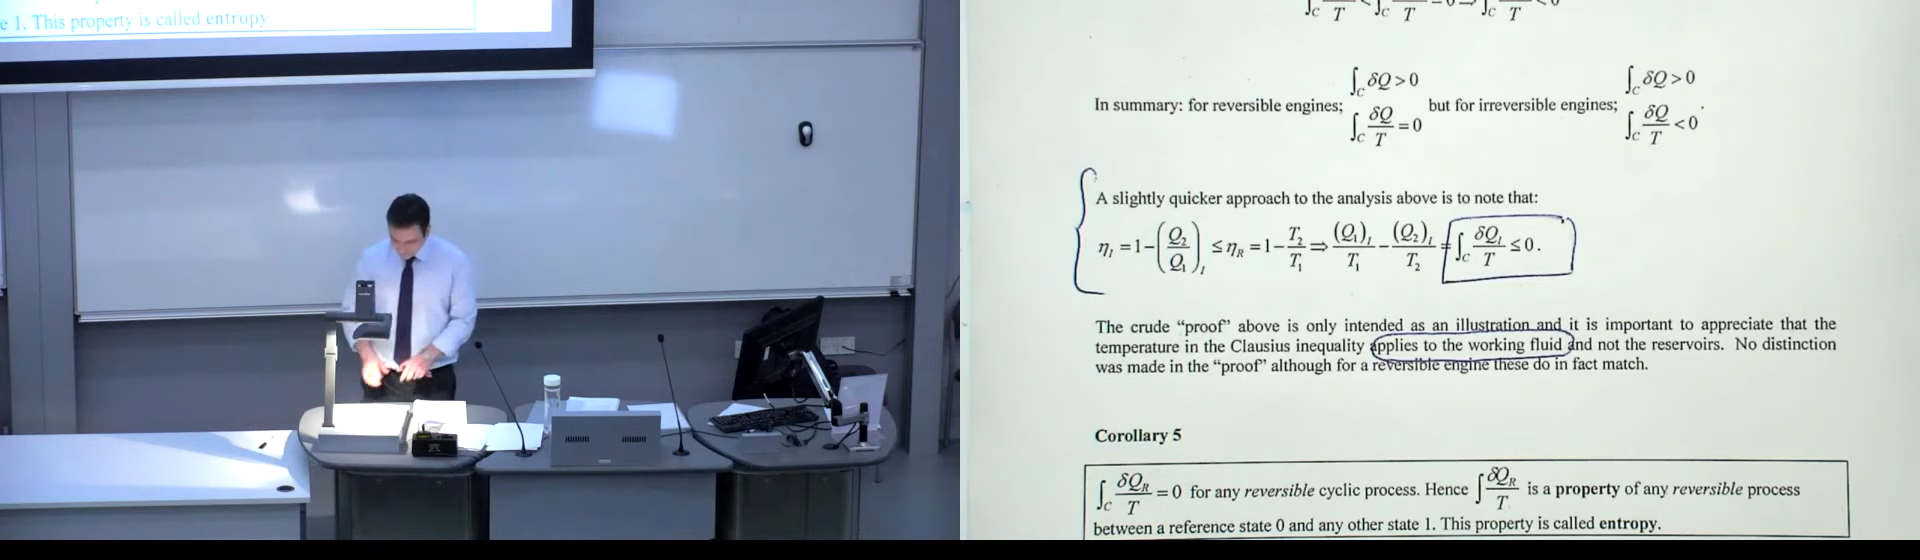 e 1. This property is called entropy
∫_C T ∫_C T = 0 ⇒ ∫_C T < 0
In summary: for reversible engines; ∫_C δQ > 0 ∫_C δQ/T = 0 but for irreversible engines; ∫_C δQ > 0 ∫_C δQ/T < 0.
A slightly quicker approach to the analysis above is to note that:
η_I = 1 − (Q_2/Q_1)_I ≤ η_R = 1 − T_2/T_1 ⇒ (Q_1)_I/T_1 − (Q_2)_I/T_2 = ∫_C δQ_I/T ≤ 0.
The crude “proof” above is only intended as an illustration and it is important to appreciate that the
temperature in the Clausius inequality applies to the working fluid and not the reservoirs. No distinction
was made in the “proof” although for a reversible engine these do in fact match.
Corollary 5
∫_C δQ_R/T = 0 for any reversible cyclic process. Hence ∫ δQ_R/T is a property of any reversible process
between a reference state 0 and any other state 1. This property is called entropy.